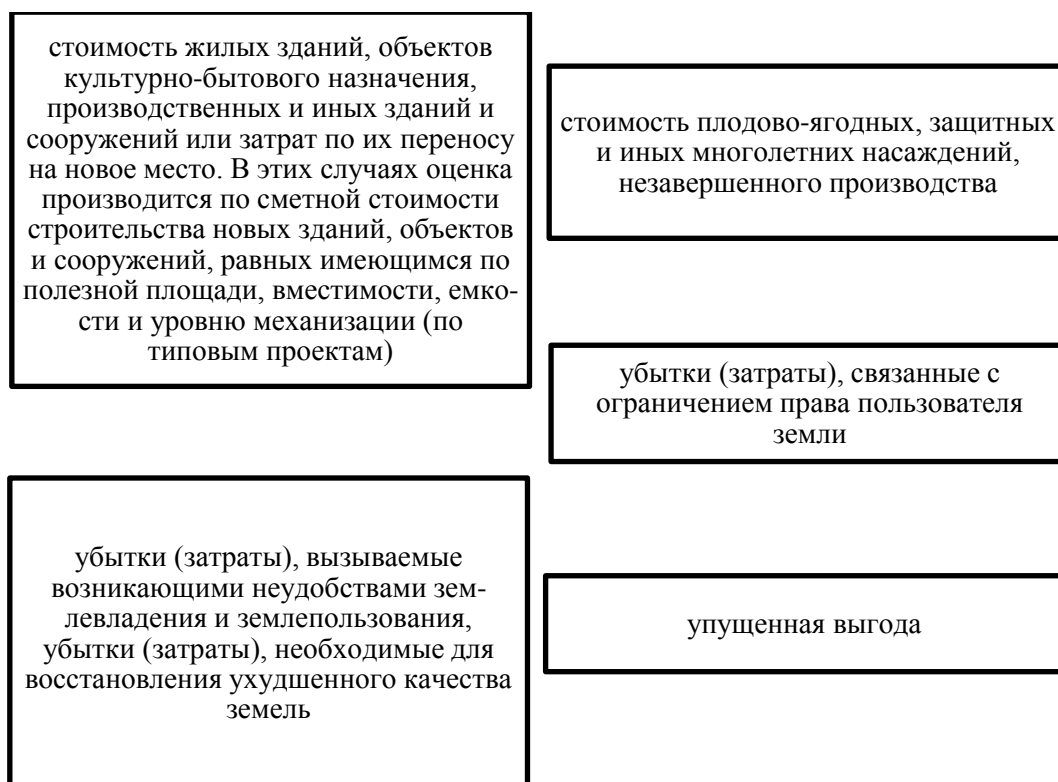 стоимость жилых зданий, объектов
культурно-бытового назначения,
производственных и иных зданий и
сооружений или затрат по их переносу
на новое место. В этих случаях оценка
производится по сметной стоимости
строительства новых зданий, объектов
и сооружений, равных имеющимся по
полезной площади, вместимости, емко-
сти и уровню механизации (по
типовым проектам)
стоимость плодово-ягодных, защитных
и иных многолетних насаждений,
незавершенного производства
убытки (затраты), связанные с
ограничением права пользователя
земли
убытки (затраты), вызываемые
возникающими неудобствами зем-
левладения и землепользования,
убытки (затраты), необходимые для
восстановления ухудшенного качества
земель
упущенная выгода